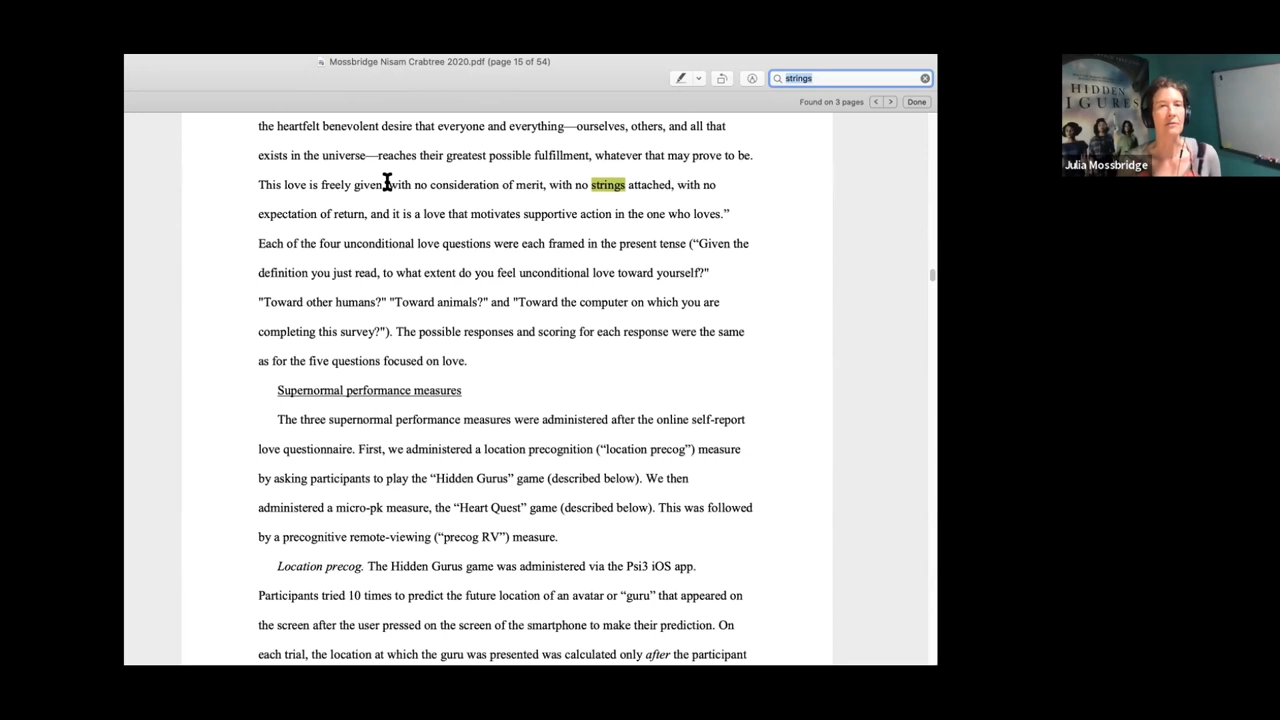 Mossbridge Nisam Crabtree 2020.pdf (page 15 of 54)
strings
Found on 3 pages
Done
the heartfelt benevolent desire that everyone and everything—ourselves, others, and all that
exists in the universe—reaches their greatest possible fulfillment, whatever that may prove to be.
This love is freely given, with no consideration of merit, with no strings attached, with no
expectation of return, and it is a love that motivates supportive action in the one who loves.”
Each of the four unconditional love questions were each framed in the present tense (“Given the
definition you just read, to what extent do you feel unconditional love toward yourself?"
"Toward other humans?" "Toward animals?" and "Toward the computer on which you are
completing this survey?"). The possible responses and scoring for each response were the same
as for the five questions focused on love.
Supernormal performance measures
The three supernormal performance measures were administered after the online self-report
love questionnaire. First, we administered a location precognition (“location precog”) measure
by asking participants to play the “Hidden Gurus” game (described below). We then
administered a micro-pk measure, the “Heart Quest” game (described below). This was followed
by a precognitive remote-viewing (“precog RV”) measure.
Location precog. The Hidden Gurus game was administered via the Psi3 iOS app.
Participants tried 10 times to predict the future location of an avatar or “guru” that appeared on
the screen after the user pressed on the screen of the smartphone to make their prediction. On
each trial, the location at which the guru was presented was calculated only after the participant
HIDDEN
FIGURES
Julia Mossbridge